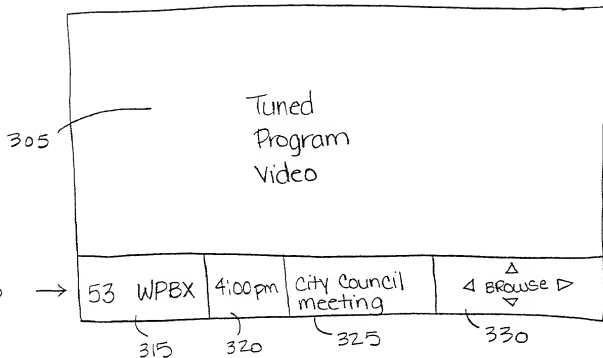 Tuned
Program
Video
305
53 WPBX
4:00pm
City Council
meeting
BROWSE
315
320
325
330